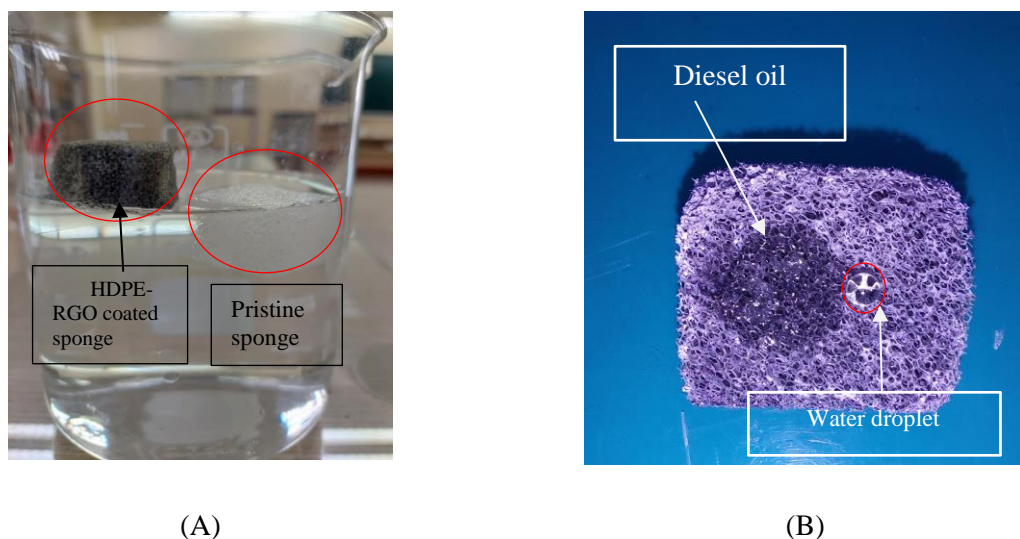 Diesel oil
HDPE-
RGO coated
sponge
Pristine
sponge
Water droplet
(A)
(B)